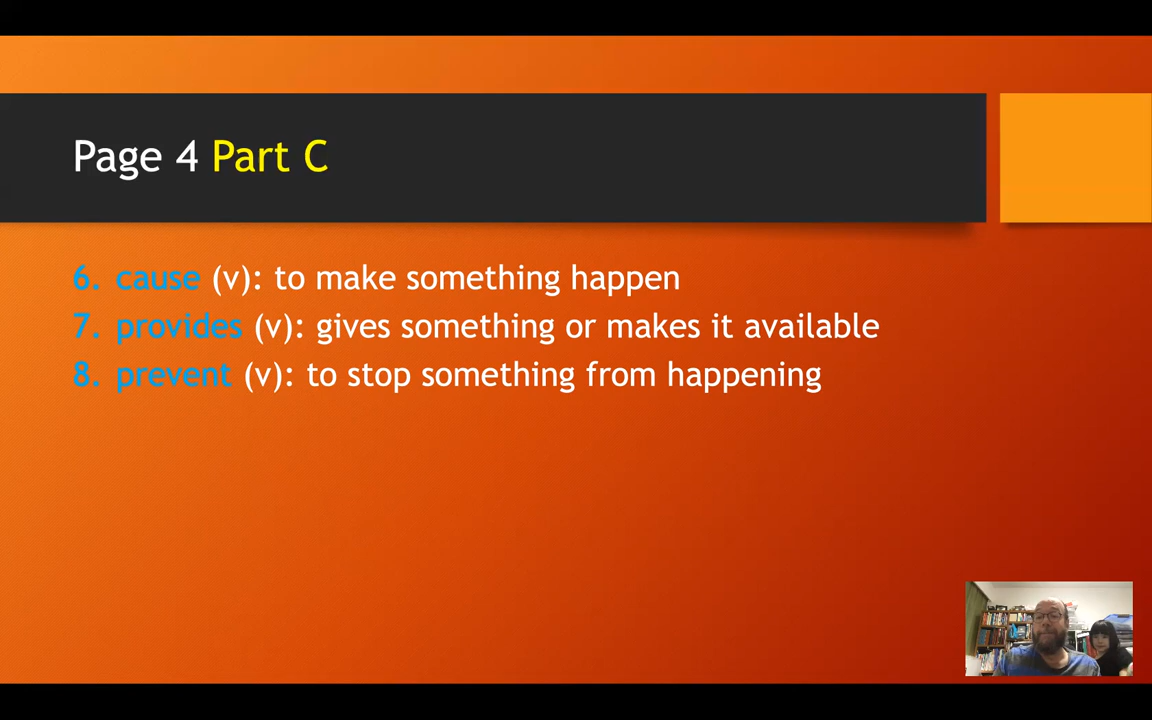 Page 4 Part C
6. cause (v): to make something happen
7. provides (v): gives something or makes it available
8. prevent (v): to stop something from happening